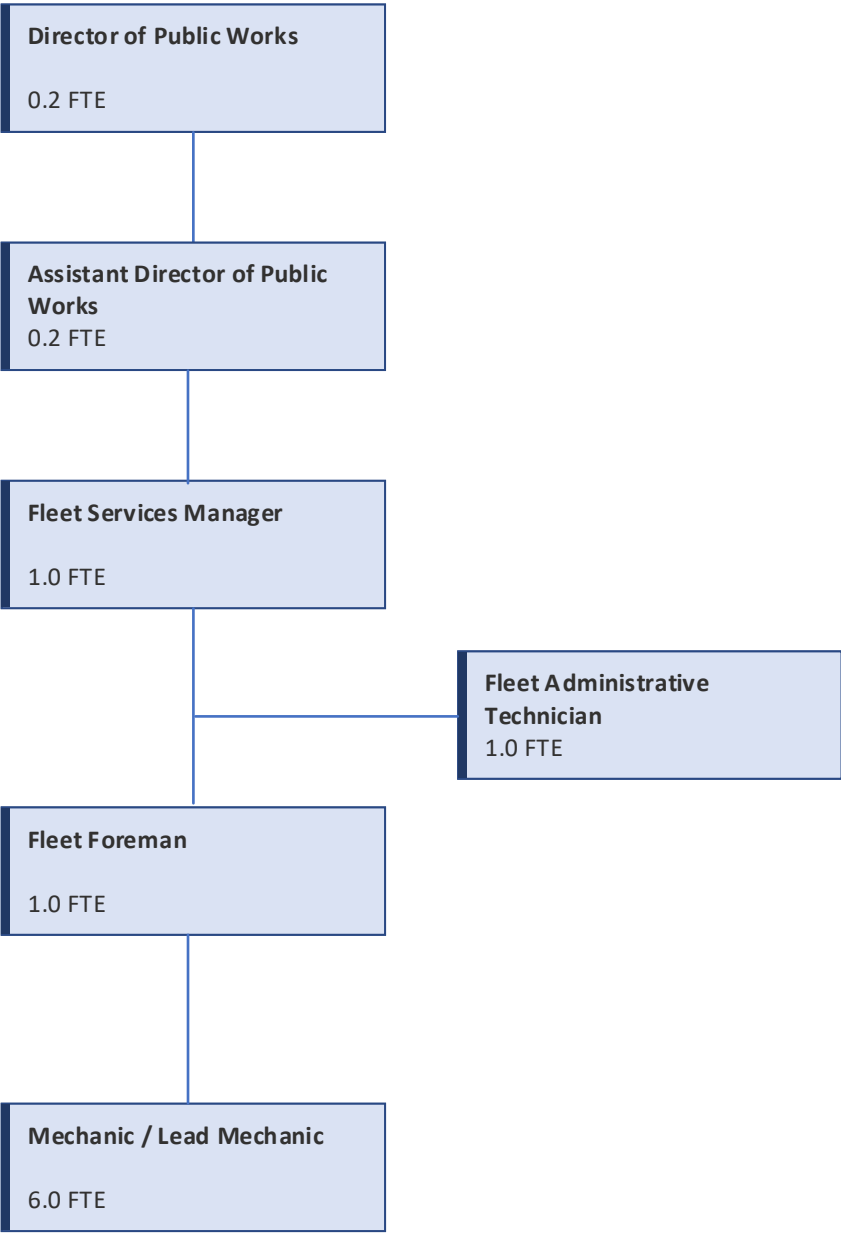 Director of Public Works
0.2 FTE
Assistant Director of Public
Works
0.2 FTE
Fleet Services Manager
1.0 FTE
Fleet Administrative
Technician
1.0 FTE
Fleet Foreman
1.0 FTE
Mechanic / Lead Mechanic
6.0 FTE